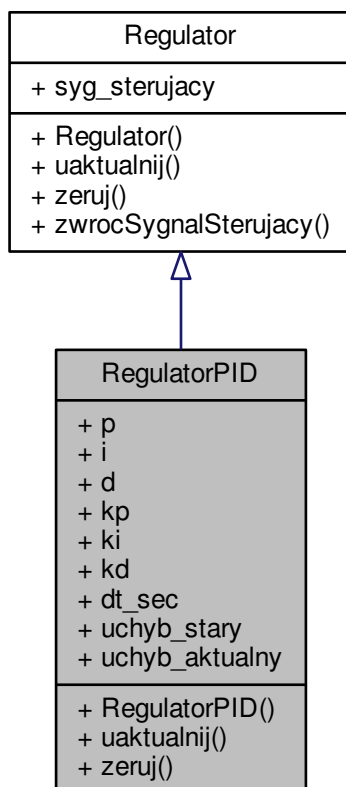 Regulator
+ syg_sterujacy
+ Regulator()
+ uaktualnij()
+ zeruj()
+ zwrocSygnalSterujacy()
RegulatorPID
+ p
+ i
+ d
+ kp
+ ki
+ kd
+ dt_sec
+ uchyb_stary
+ uchyb_aktualny
+ RegulatorPID()
+ uaktualnij()
+ zeruj()